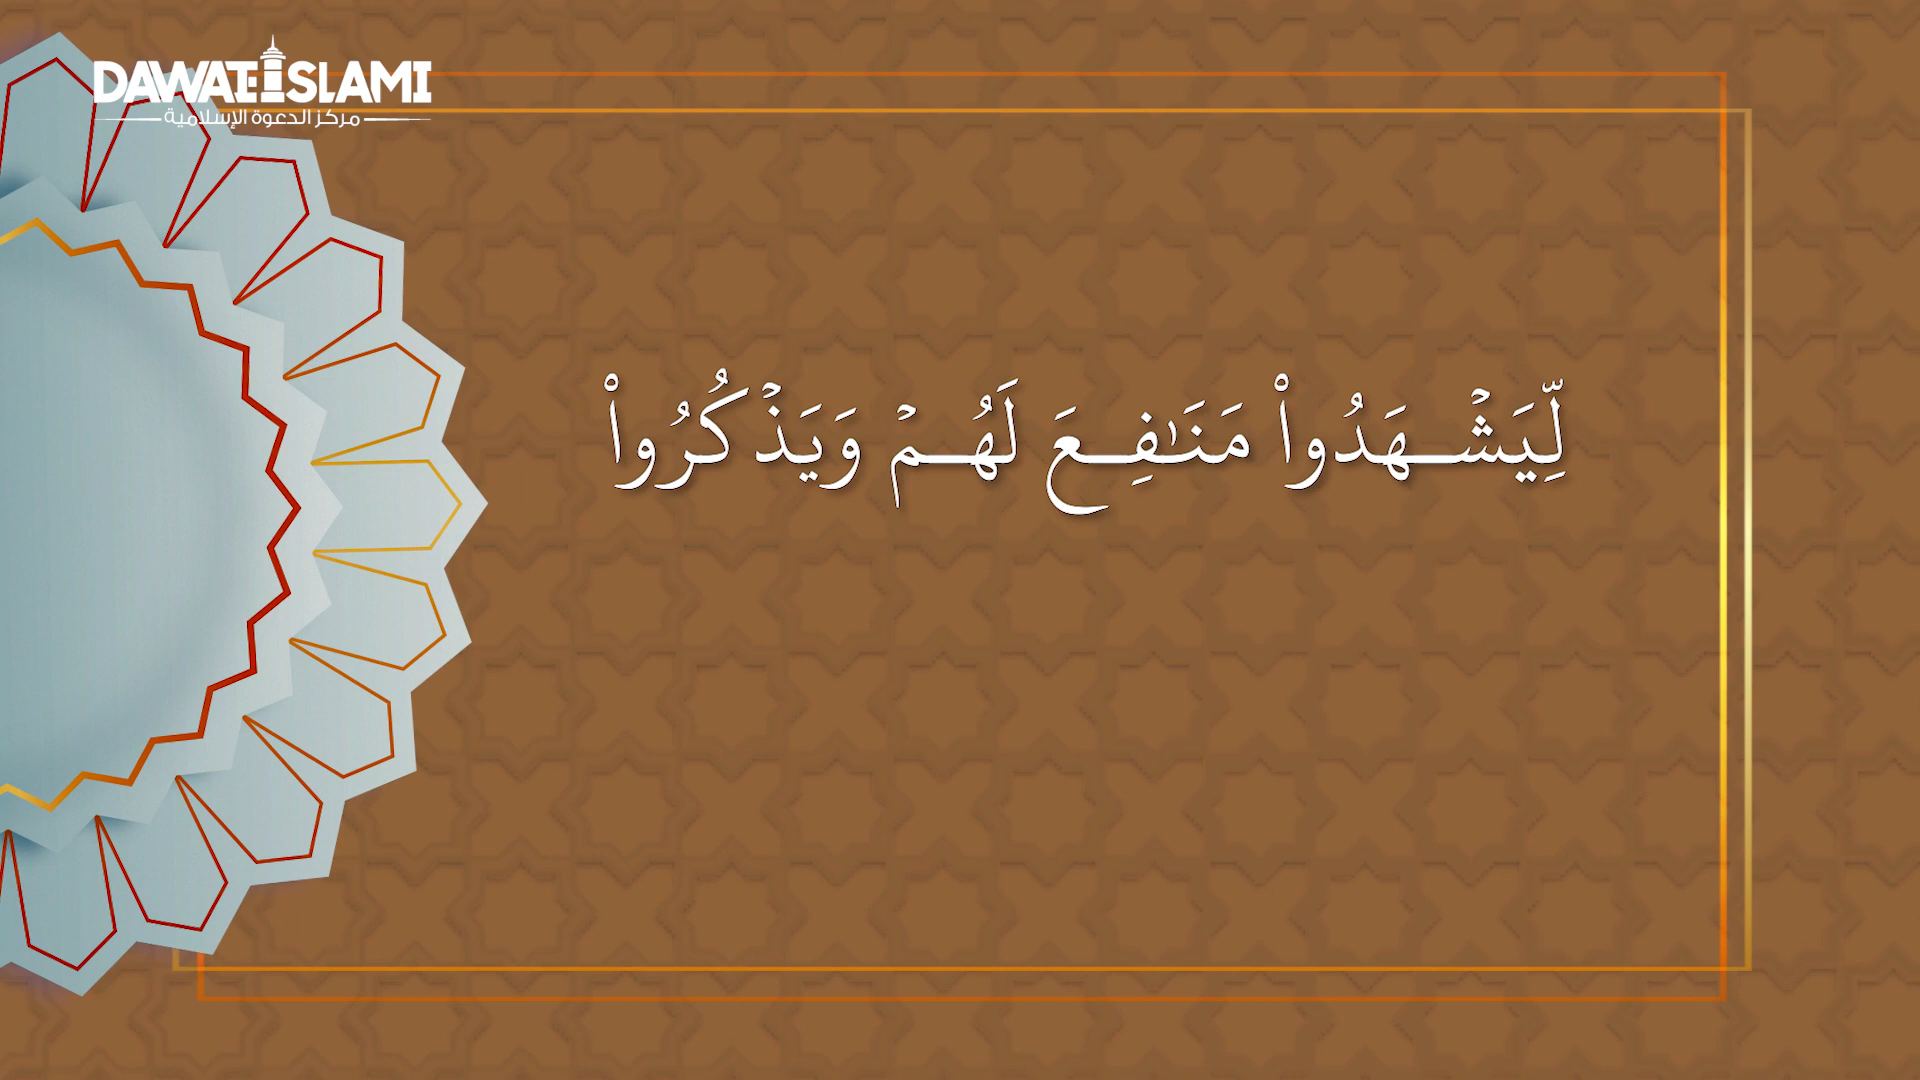 DAWATEISLAMI
مركز الدعوة الإسلامية
لِّيَشۡهَدُواْ مَنَٰفِعَ لَهُمۡ وَيَذۡكُرُواْ